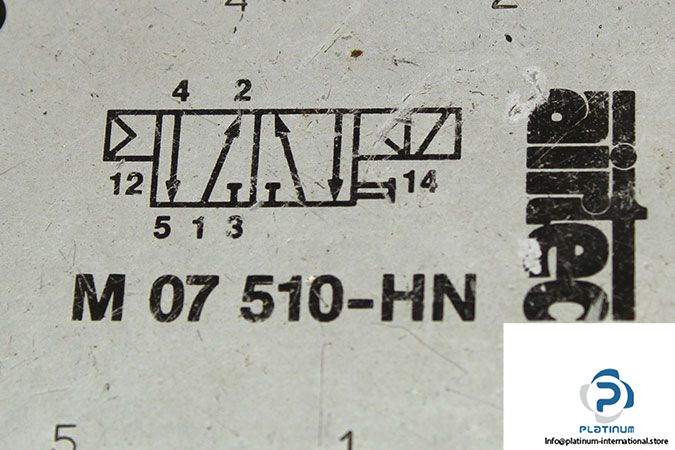 4 2
4 2
12 14
5 1 3
airtec
M 07 510-HN
5 1
PLATINUM
Info@platinum-international.store